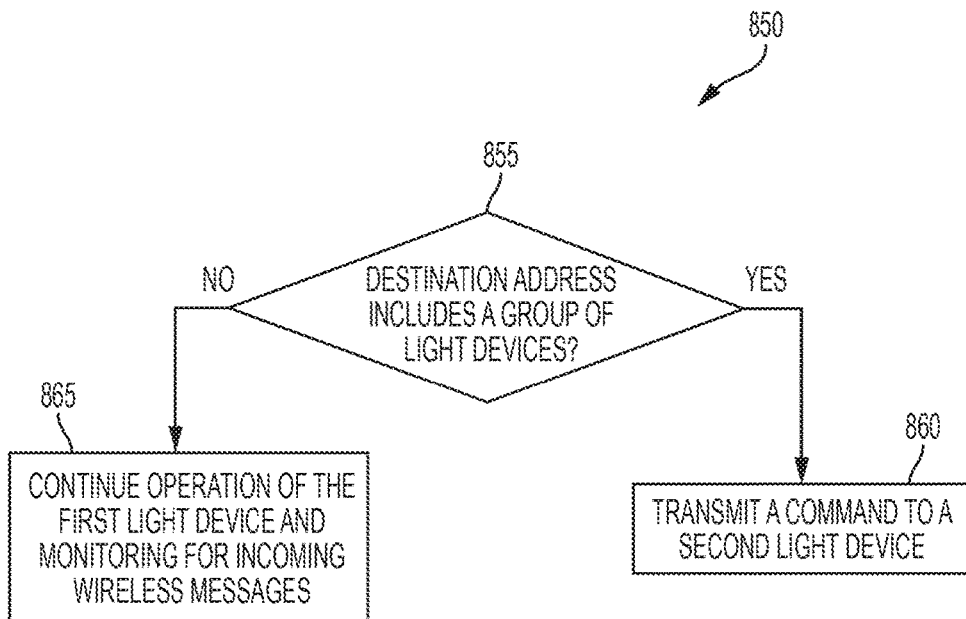 850
855
NO
DESTINATION ADDRESS
INCLUDES A GROUP OF
LIGHT DEVICES?
YES
865
CONTINUE OPERATION OF THE
FIRST LIGHT DEVICE AND
MONITORING FOR INCOMING
WIRELESS MESSAGES
860
TRANSMIT A COMMAND TO A
SECOND LIGHT DEVICE